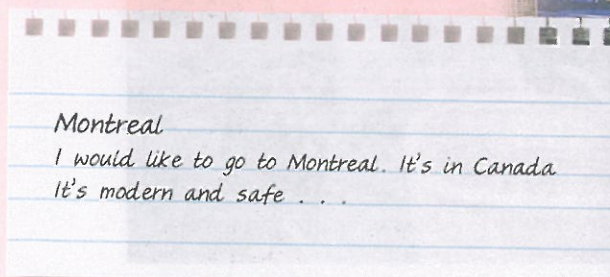 Montreal
I would like to go to Montreal. It's in Canada
It's modern and safe . . .